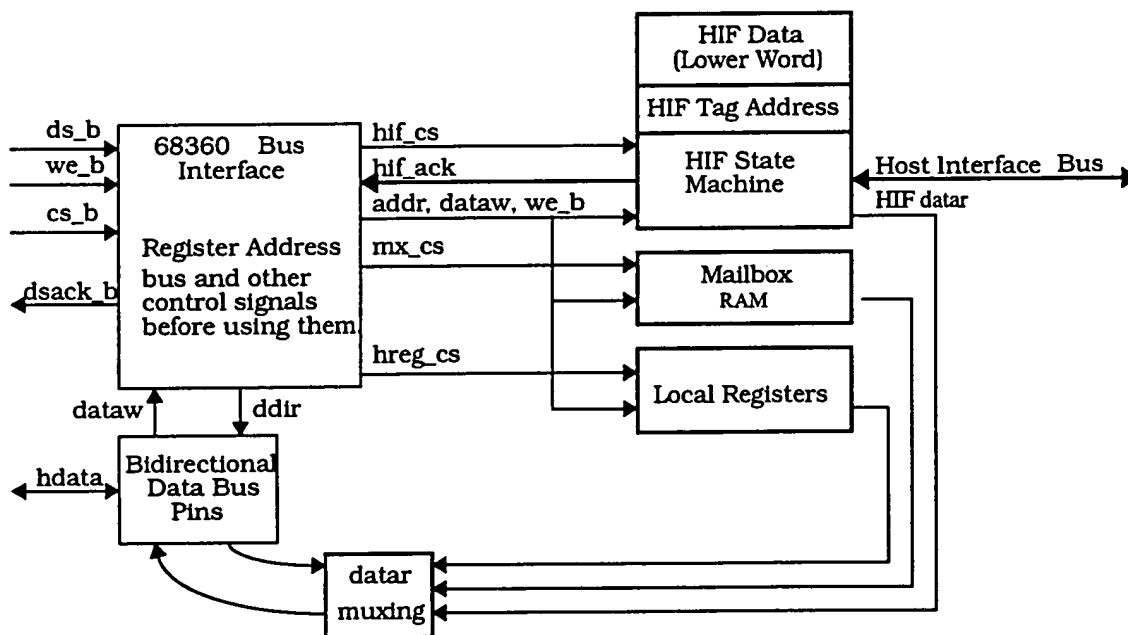 HIF Data
(Lower Word)
HIF Tag Address
HIF State
Machine
ds_b
we_b
cs_b
dsack_b
68360 Bus
Interface
Register Address
bus and other
control signals
before using them
hif_cs
hif_ack
addr, dataw, we_b
mx_cs
hreg_cs
Host Interface Bus
HIF datar
Mailbox
RAM
Local Registers
dataw
ddir
hdata
Bidirectional
Data Bus
Pins
datar
muxing